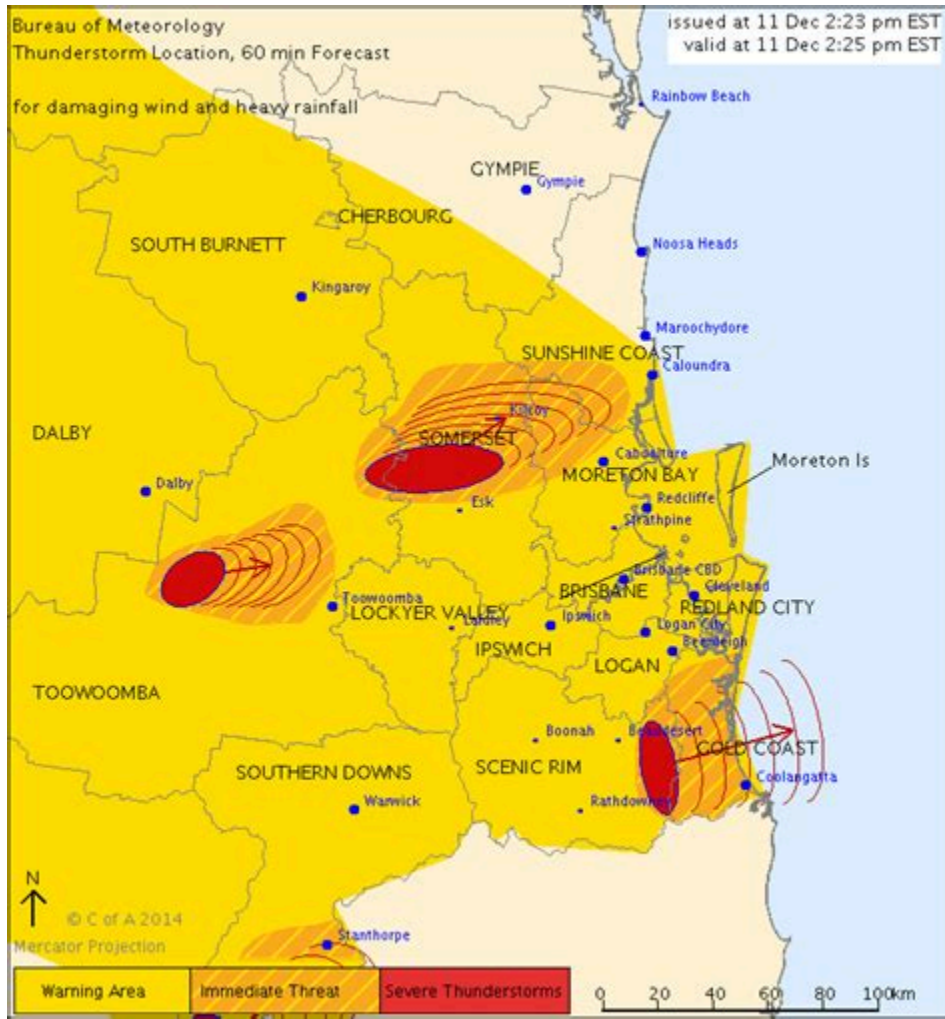 Bureau of Meteorology
issued at 11 Dec 2:23 pm EST
Thunderstorm Location, 60 min Forecast
valid at 11 Dec 2:25 pm EST
for damaging wind and heavy rainfall
Rainbow Beach
GYMPIE
Gympie
CHERBOURG
SOUTH BURNETT
Noosa Heads
Kingaroy
Maroochydore
SUNSHINE COAST
Caloundra
Kilcoy
DALBY
SOMERSET
Caboolture
Moreton Is
MORETON BAY
Dalby
Redcliffe
Esk
Strathpine
Brisbane CBD
BRISBANE
Cleveland
Toowoomba
LOCKYER VALLEY
REDLAND CITY
Ipswich
Laidley
Logan City
IPSWICH
Beenleigh
LOGAN
TOOWOOMBA
Boonah
Beaudesert
GOLD COAST
SCENIC RIM
SOUTHERN DOWNS
Coolangatta
Warwick
Rathdowney
N
© C of A 2014
Stanthorpe
Mercator Projection
Warning Area
Immediate Threat
Severe Thunderstorms
0 20 40 60 80 100km